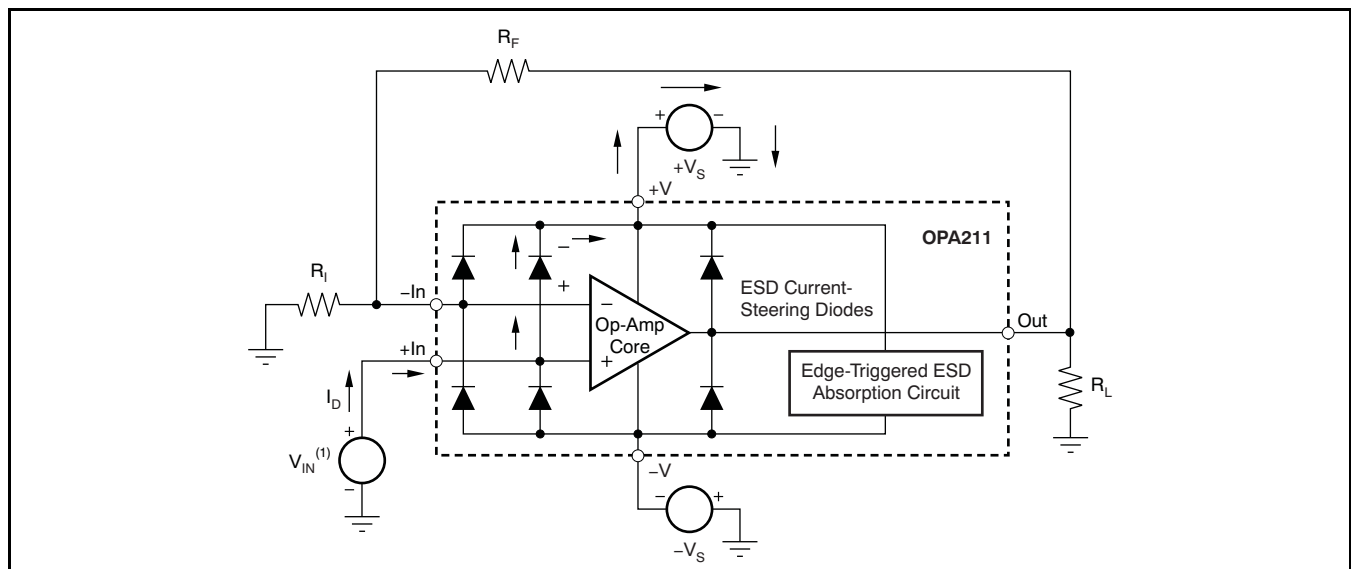 R_F
+ −
+V_S
+V
OPA211
−
+
R_I
−In
−
ESD Current-
Steering Diodes
Op-Amp
Core
Out
+In
+
Edge-Triggered ESD
Absorption Circuit
I_D
R_L
+
V_IN^(1)
−
−V
− +
−V_S